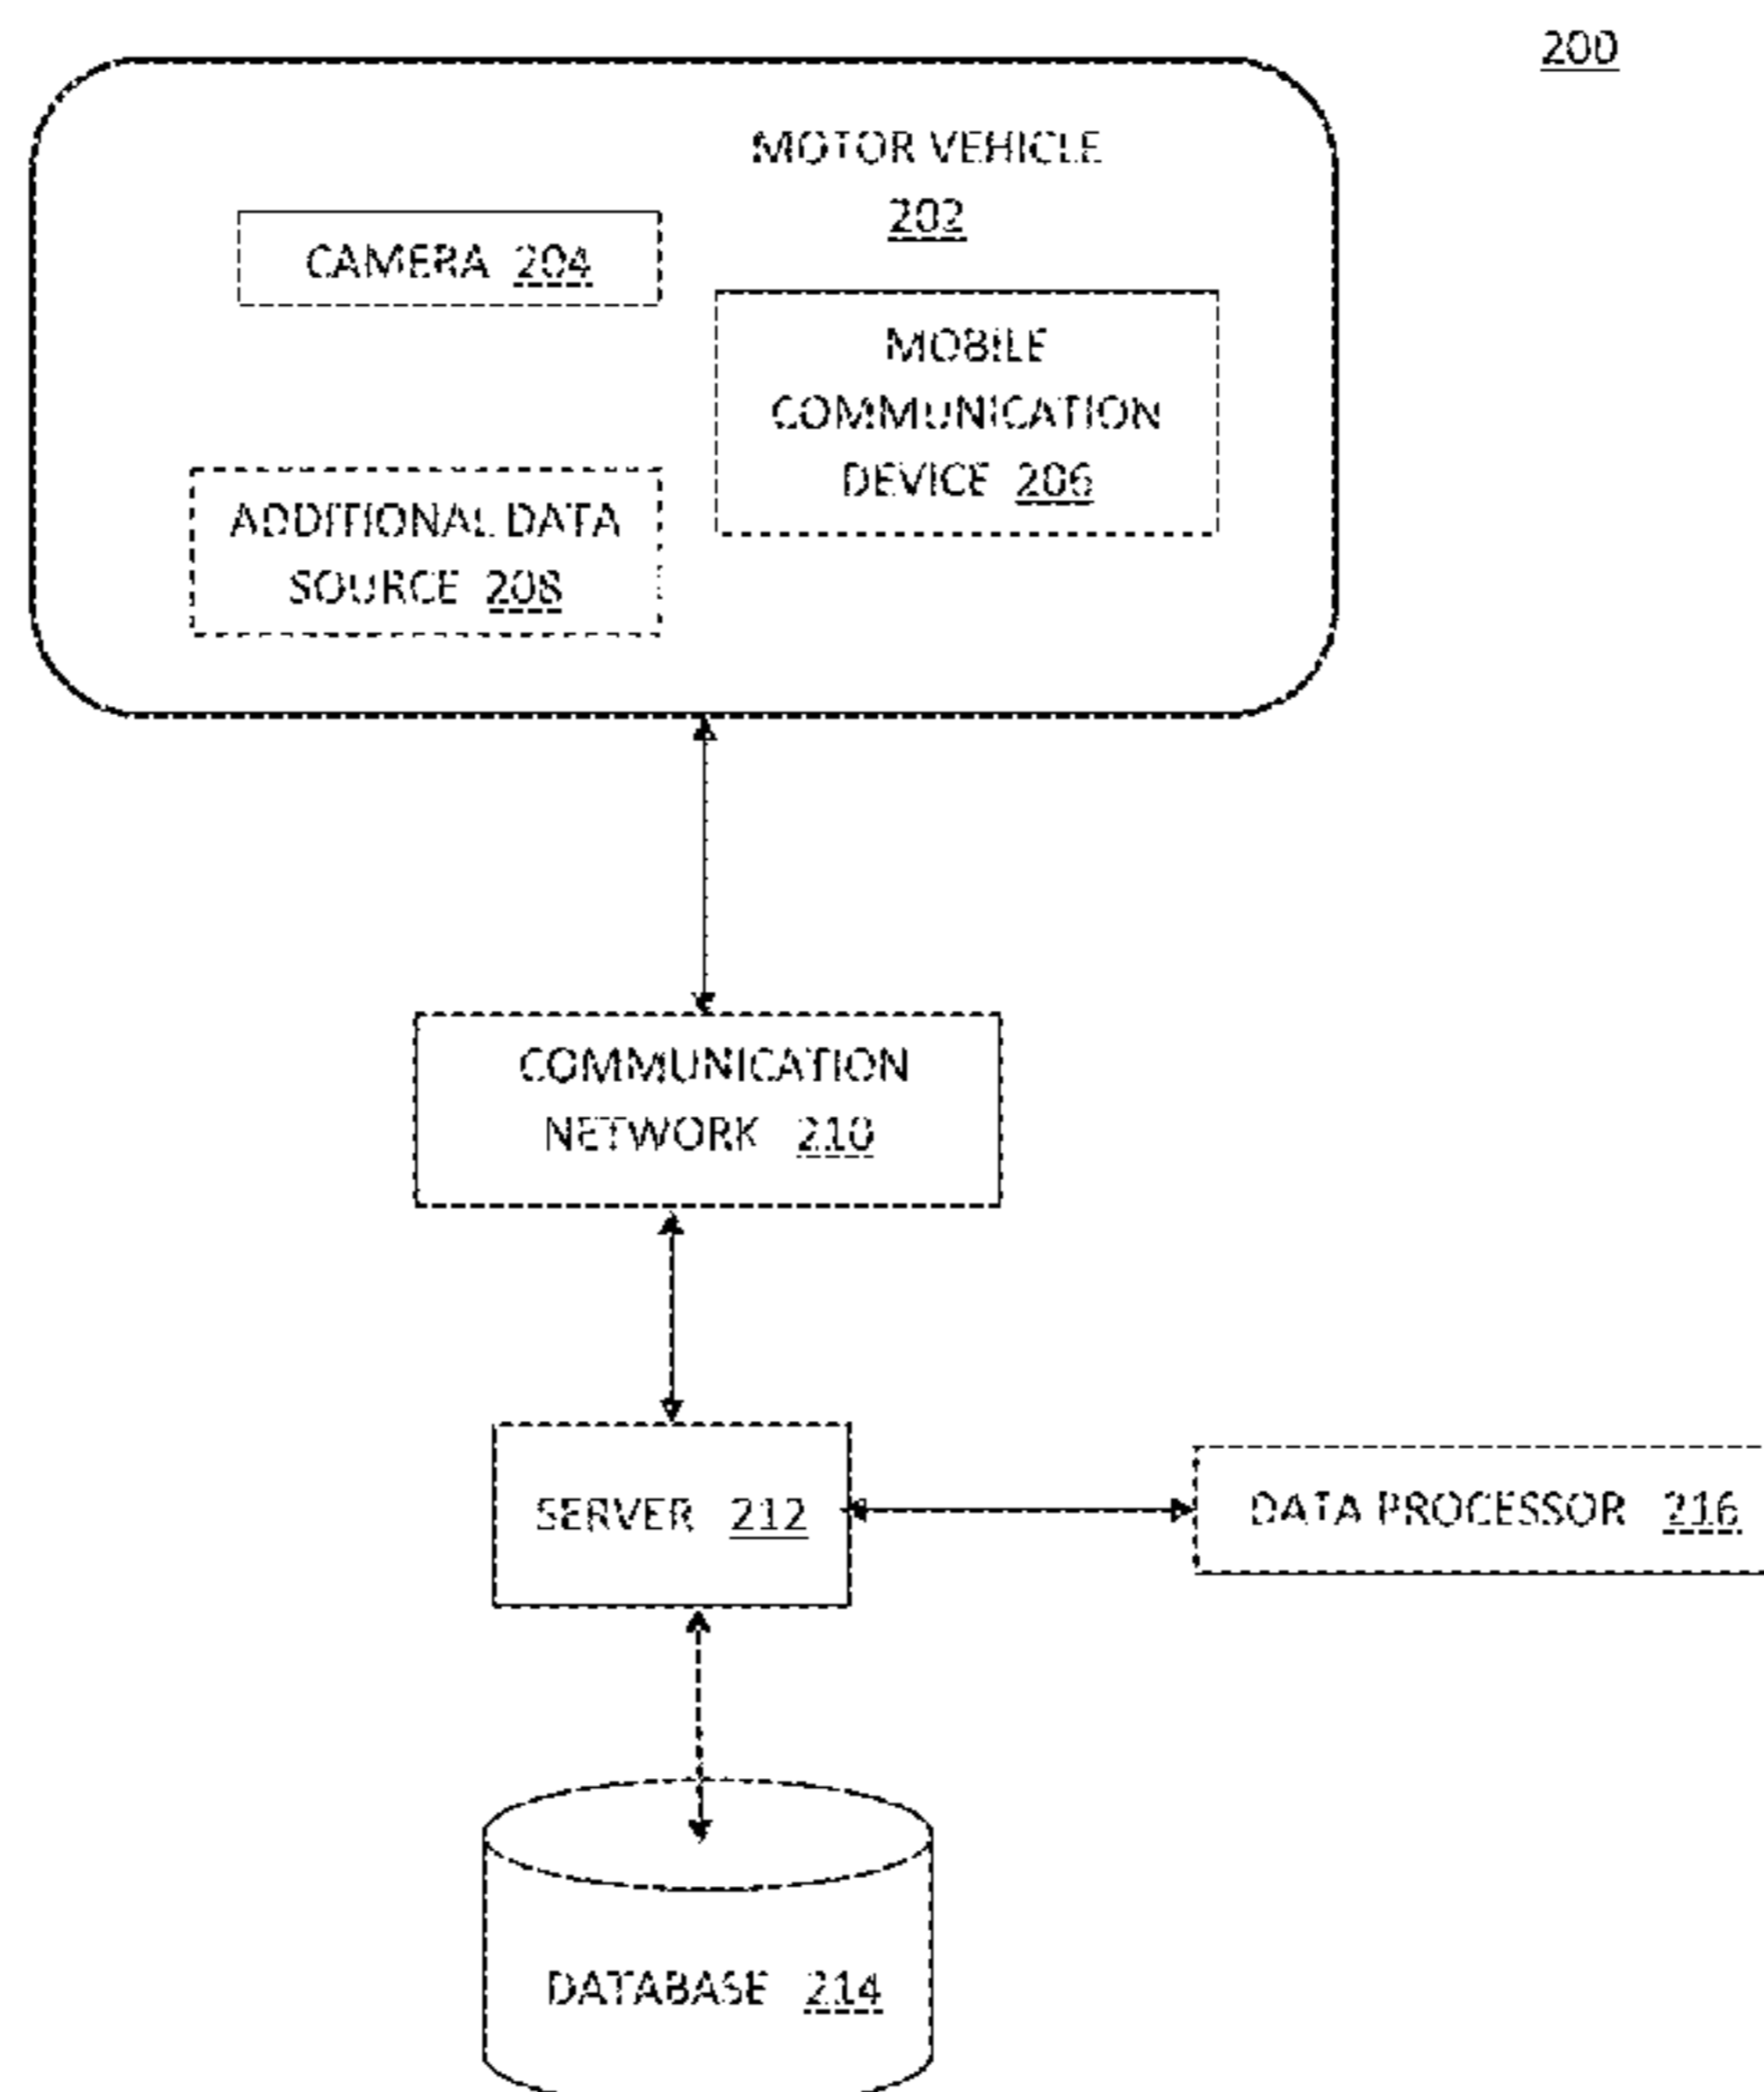 200
MOTOR VEHICLE
202
CAMERA 204
MOBILE
COMMUNICATION
DEVICE 206
ADDITIONAL DATA
SOURCE 208
COMMUNICATION
NETWORK 210
SERVER 212
DATA PROCESSOR 216
DATABASE 214